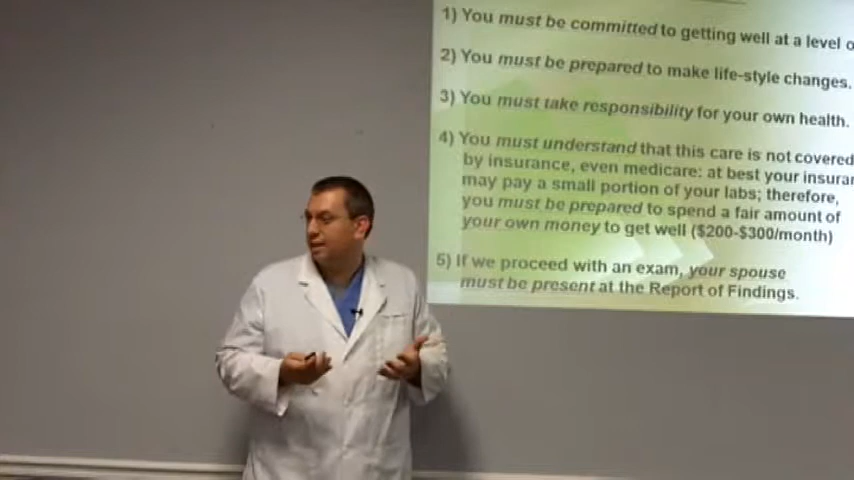 1) You must be committed to getting well at a level o
2) You must be prepared to make life-style changes.
3) You must take responsibility for your own health.
4) You must understand that this care is not covered
by insurance, even medicare: at best your insuran
may pay a small portion of your labs; therefore,
you must be prepared to spend a fair amount of
your own money to get well ($200-$300/month)
5) If we proceed with an exam, your spouse
must be present at the Report of Findings.